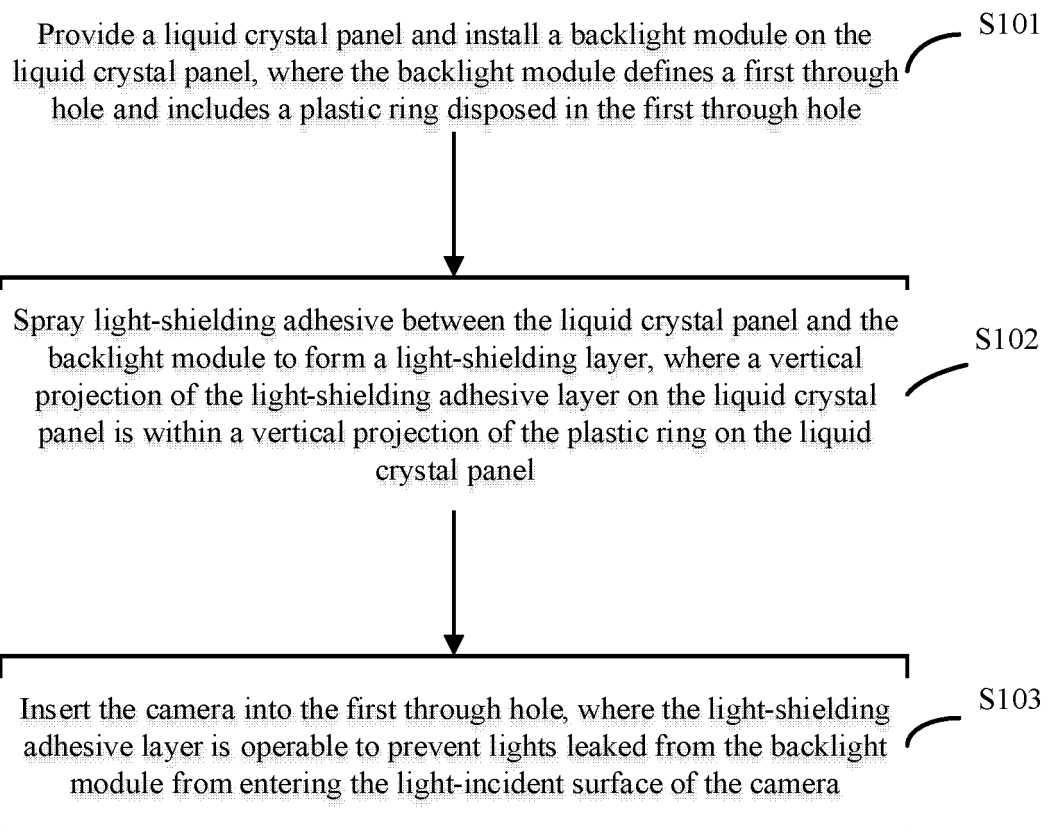 Provide a liquid crystal panel and install a backlight module on the
liquid crystal panel, where the backlight module defines a first through
hole and includes a plastic ring disposed in the first through hole
S101
Spray light-shielding adhesive between the liquid crystal panel and the
backlight module to form a light-shielding layer, where a vertical
projection of the light-shielding adhesive layer on the liquid crystal
panel is within a vertical projection of the plastic ring on the liquid
crystal panel
S102
Insert the camera into the first through hole, where the light-shielding
adhesive layer is operable to prevent lights leaked from the backlight
module from entering the light-incident surface of the camera
S103